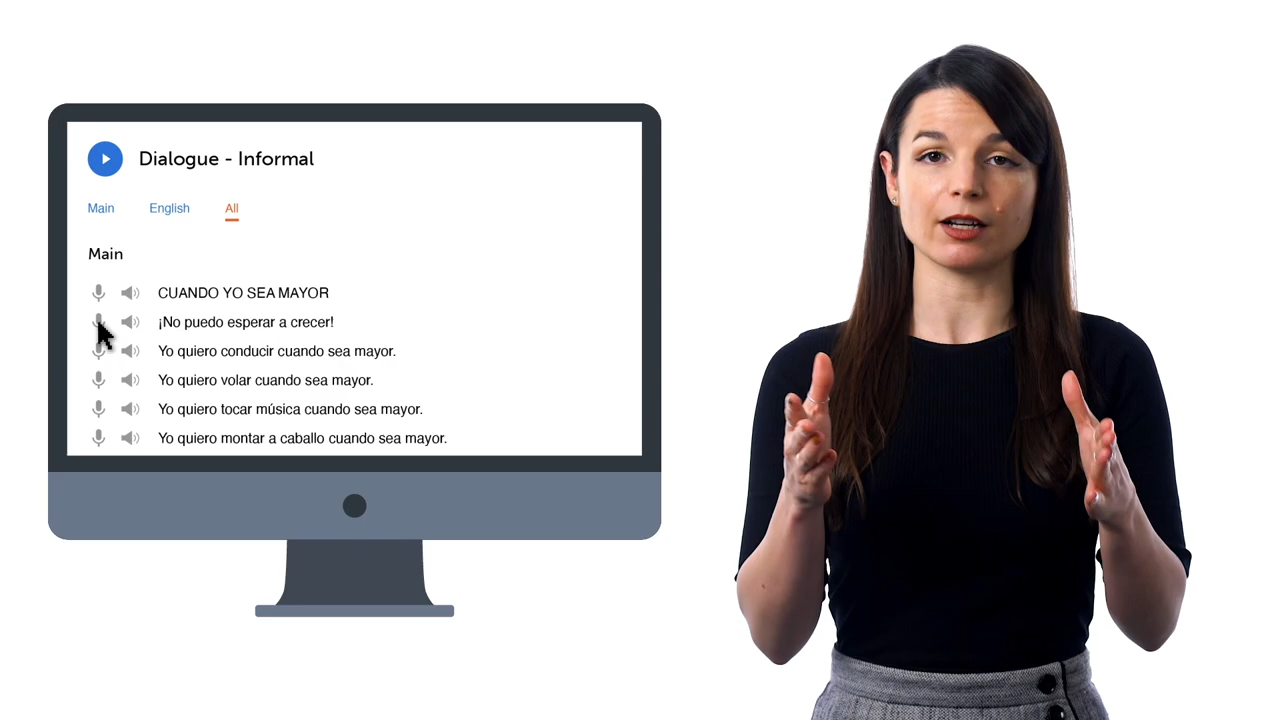 Dialogue - Informal
Main English All
Main
CUANDO YO SEA MAYOR
¡No puedo esperar a crecer!
Yo quiero conducir cuando sea mayor.
Yo quiero volar cuando sea mayor.
Yo quiero tocar música cuando sea mayor.
Yo quiero montar a caballo cuando sea mayor.